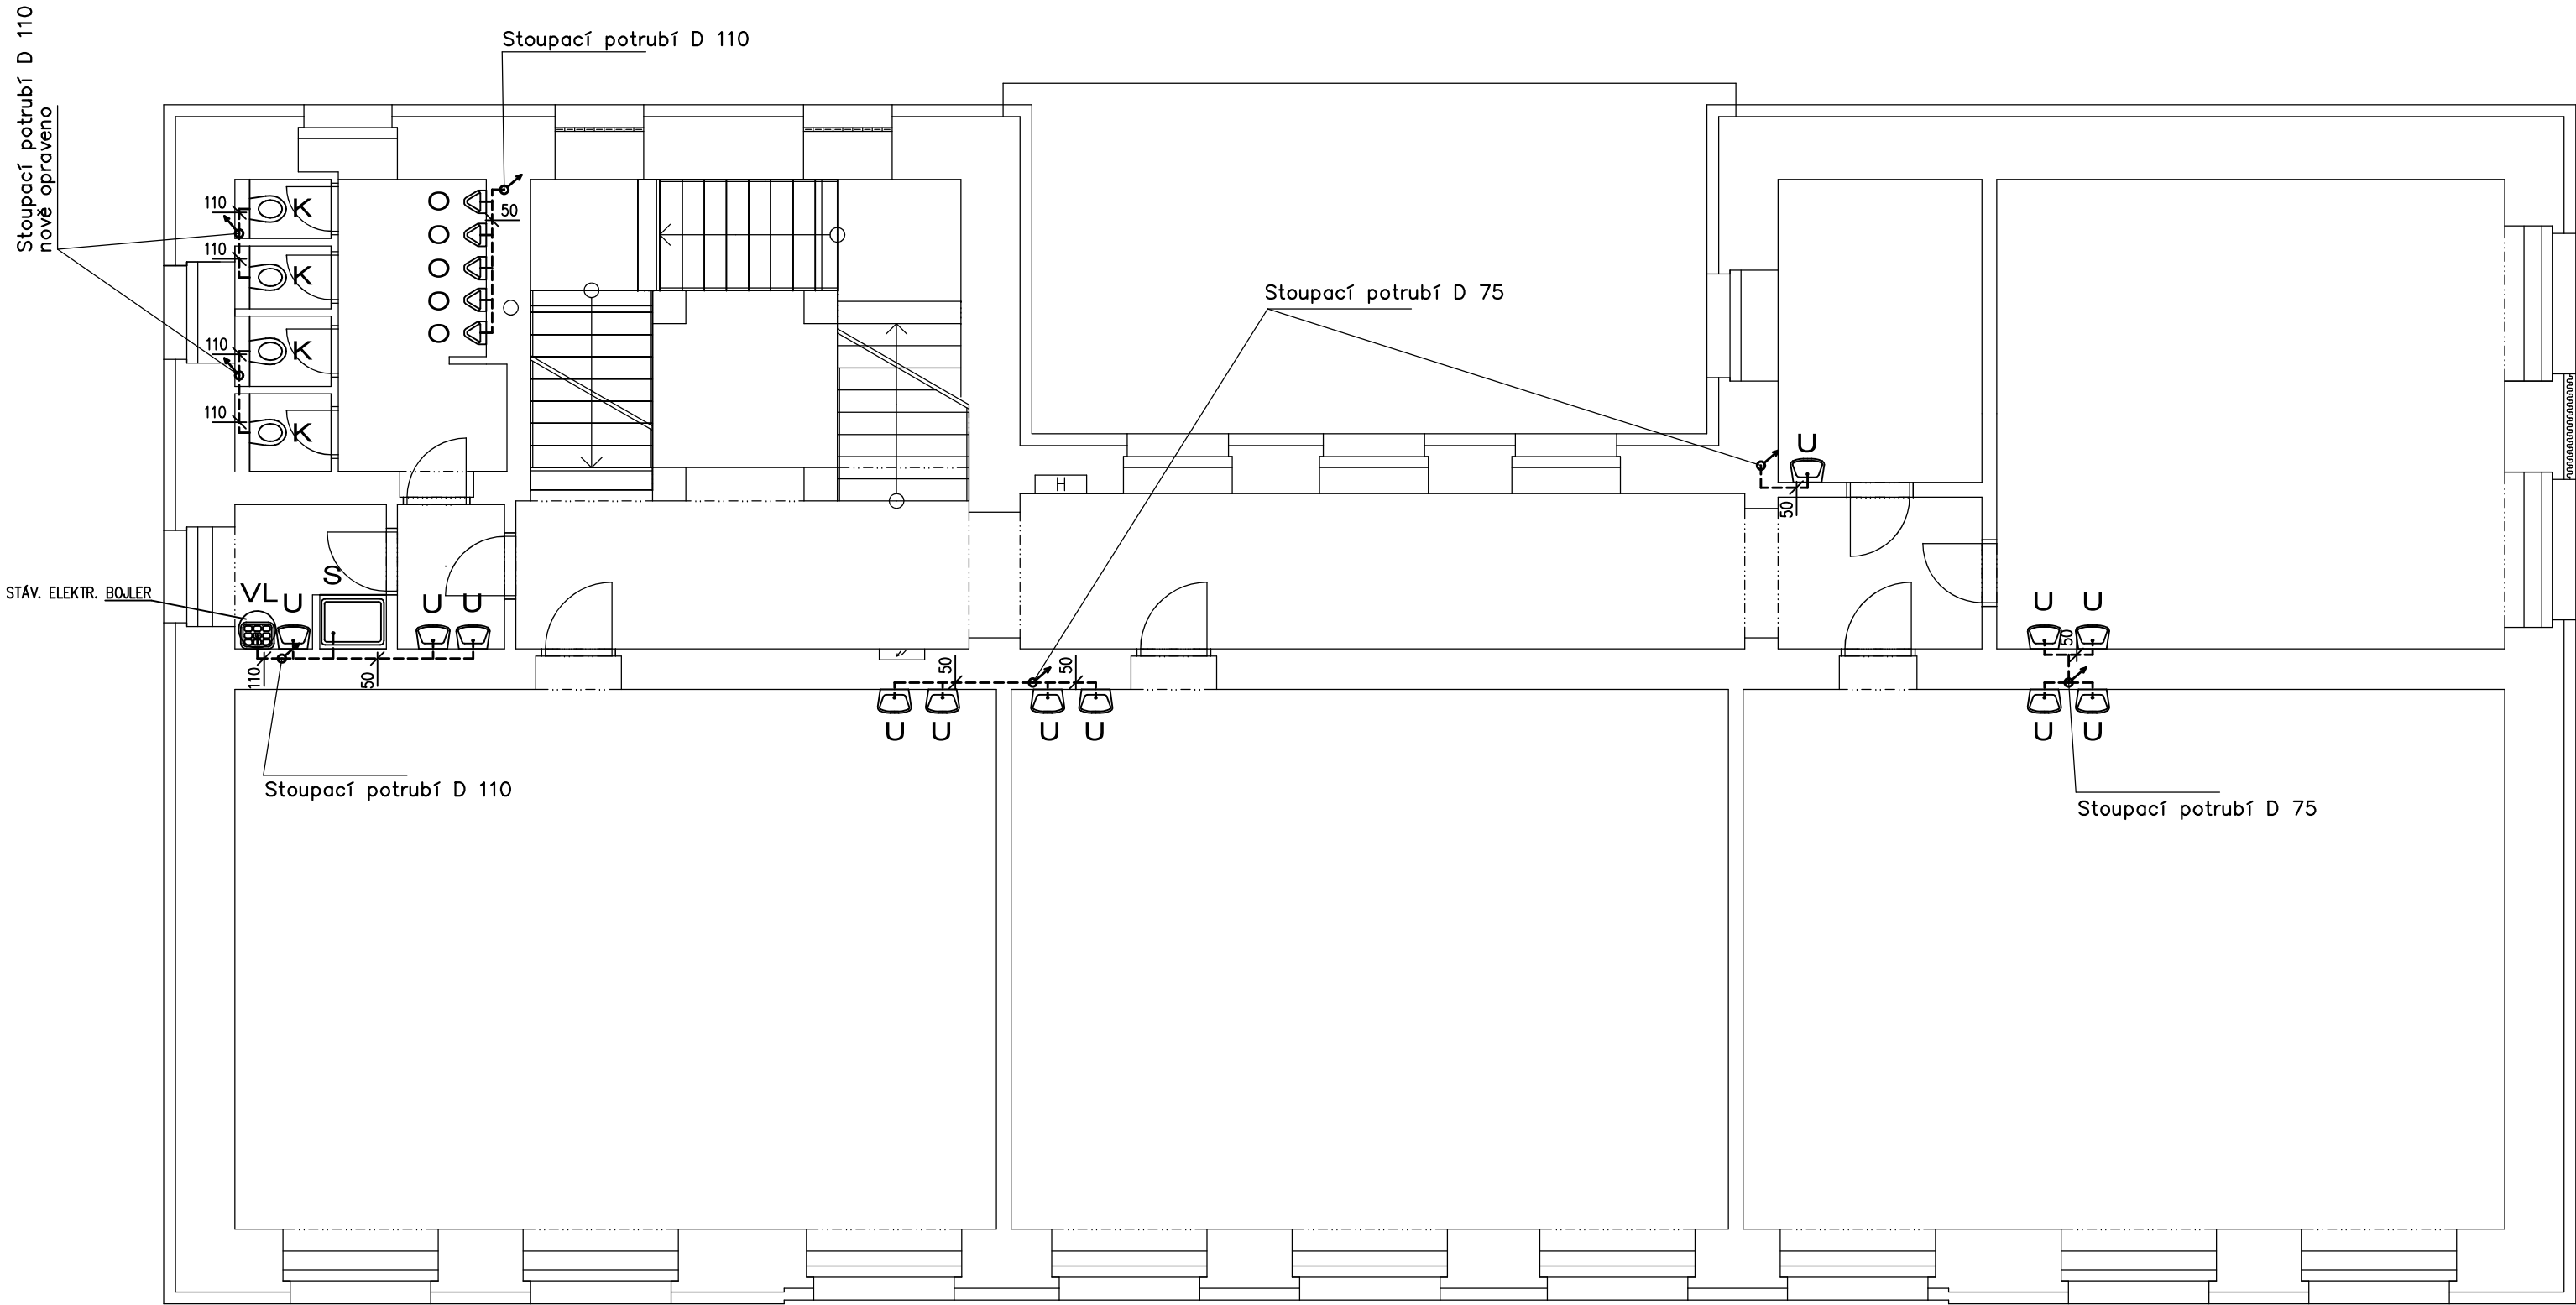 Stoupací potrubí D 110
nově opraveno
Stoupací potrubí D 110
110
K
O
50
110
O
K
O
Stoupací potrubí D 75
O
110
K
O
110
K
U
H
50
STÁV. ELEKTR. BOJLER
VL
U
S
U
U
U
U
50
110
50
50
50
U
U
U
U
U
U
Stoupací potrubí D 110
Stoupací potrubí D 75